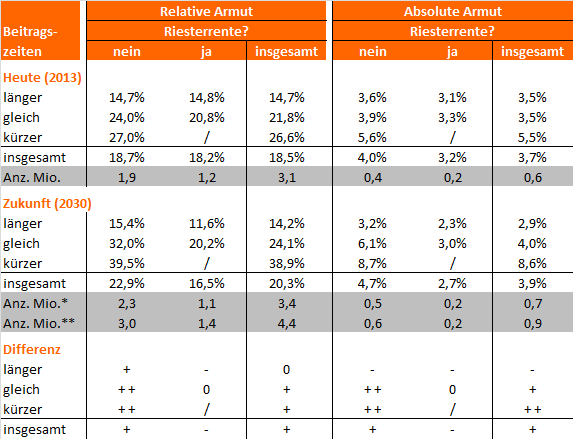 Relative Armut Absolute Armut
Beitrags- Riesterrente? Riesterrente?
zeiten nein ja insgesamt nein ja insgesamt
Heute (2013)
länger 14,7% 14,8% 14,7% 3,6% 3,1% 3,5%
gleich 24,0% 20,8% 21,8% 3,9% 3,3% 3,5%
kürzer 27,0% / 26,6% 5,6% / 5,5%
insgesamt 18,7% 18,2% 18,5% 4,0% 3,2% 3,7%
Anz. Mio. 1,9 1,2 3,1 0,4 0,2 0,6
Zukunft (2030)
länger 15,4% 11,6% 14,2% 3,2% 2,3% 2,9%
gleich 32,0% 20,2% 24,1% 6,1% 3,0% 4,0%
kürzer 39,5% / 38,9% 8,7% / 8,6%
insgesamt 22,9% 16,5% 20,3% 4,7% 2,7% 3,9%
Anz. Mio.* 2,3 1,1 3,4 0,5 0,2 0,7
Anz. Mio.** 3,0 1,4 4,4 0,6 0,2 0,9
Differenz
länger + - 0 - - -
gleich ++ 0 + ++ 0 +
kürzer ++ / + ++ / ++
insgesamt + - + + - +